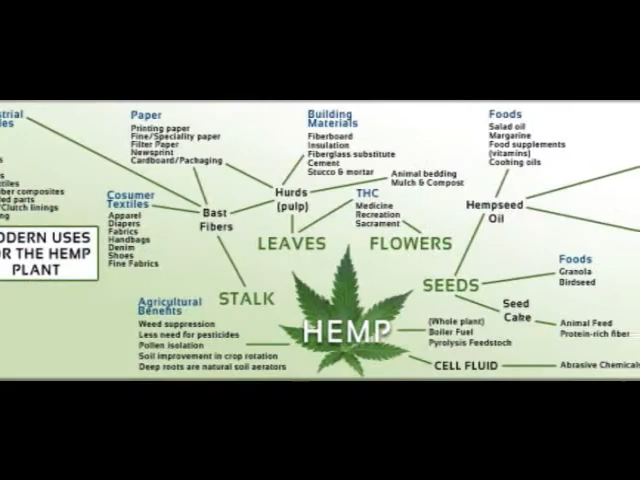 Paper
Printing paper
Fine/Speciality paper
Filter Paper
Newsprint
Cardboard/Packaging
Building
Materials
Fiberboard
Insulation
Fiberglass substitute
Cement
Stucco & mortar
Foods
Salad oil
Margarine
Food supplements
(vitamins)
Cooking oils
Cosumer
Textiles
Apparel
Diapers
Fabrics
Handbags
Denim
Shoes
Fine Fabrics
Bast
Fibers
Hurds
(pulp)
Animal bedding
Mulch & Compost
THC
Medicine
Recreation
Sacrament
Hempseed
Oil
ODERN USES
R THE HEMP
PLANT
LEAVES
FLOWERS
STALK
SEEDS
Foods
Granola
Birdseed
Seed
Cake
Animal Feed
Protein-rich fiber
Agricultural
Benefits
Weed suppression
Less need for pesticides
Pollen isolation
Soil improvement in crop rotation
Deep roots are natural soil aerators
HEMP
(Whole plant)
Boiler Fuel
Pyrolysis Feedstock
CELL FLUID
Abrasive Chemicals